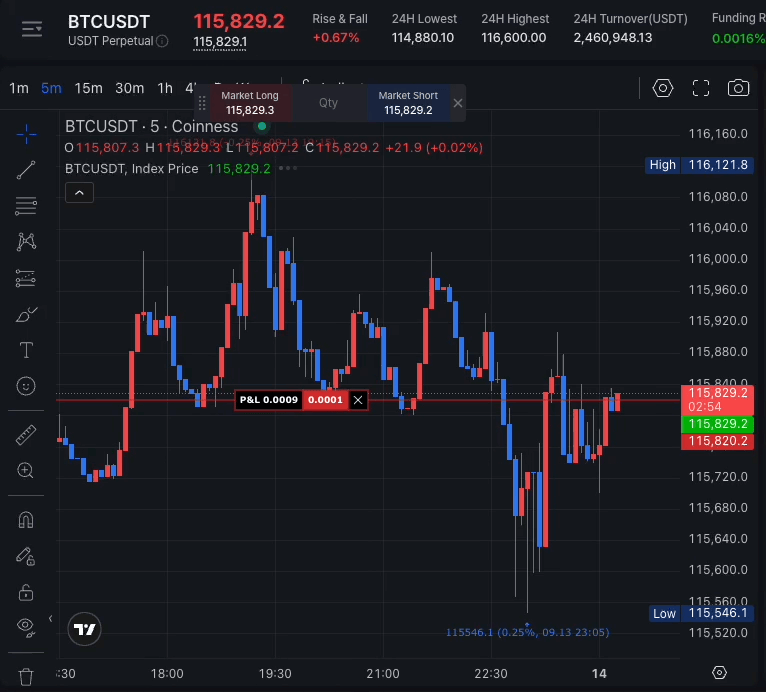 BTCUSDT
USDT Perpetual
115,829.2
115,829.1
Rise & Fall
+0.67%
24H Lowest
114,880.10
24H Highest
116,600.00
24H Turnover(USDT)
2,460,948.13
Funding R
0.0016%
1m 5m 15m 30m 1h
Market Long
115,829.3
Qty
Market Short
115,829.2
BTCUSDT · 5 · Coinness
O115,807.3 H115,829.3 L115,807.2 C115,829.2 +21.9 (+0.02%)
BTCUSDT, Index Price 115,829.2
116,160.0
High 116,121.8
116,080.0
116,040.0
116,000.0
115,960.0
115,920.0
115,880.0
115,840.0
115,829.2
02:54
115,829.2
115,820.2
P&L 0.0009 0.0001
115,720.0
115,680.0
115,640.0
115,600.0
115,560.0
Low 115,546.1
115,520.0
115546.1 (0.25%, 09.13 23:05)
:30 18:00 19:30 21:00 22:30 14